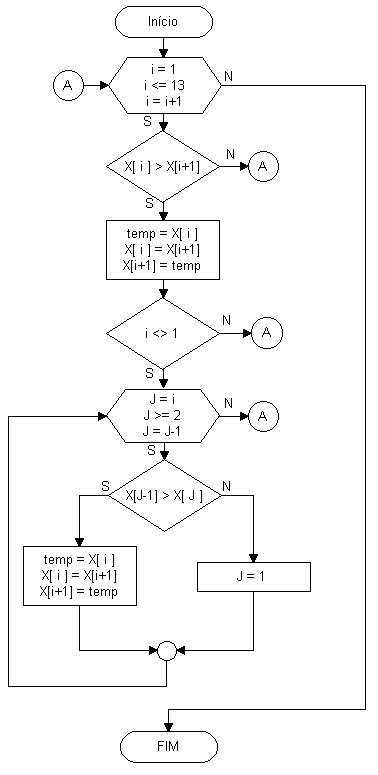 Início
A
i = 1
i <= 13
i = i+1
N
S
X[ i ] > X[i+1]
N
A
S
temp = X[ i ]
X[ i ] = X[i+1]
X[i+1] = temp
i <> 1
N
A
S
J = i
J >= 2
J = J-1
N
A
S
S
X[J-1] > X[ J ]
N
temp = X[ i ]
X[ i ] = X[i+1]
X[i+1] = temp
J = 1
FIM